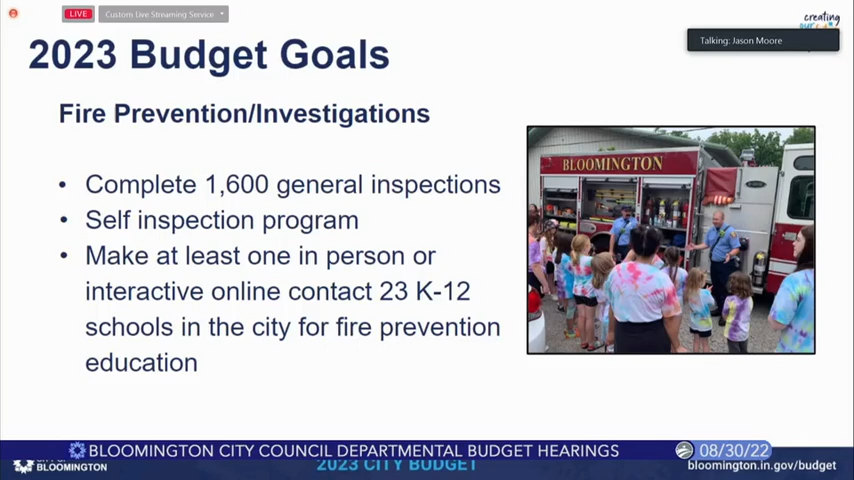 LIVE
Custom Live Streaming Service
creating
Talking: Jason Moore
2023 Budget Goals
Fire Prevention/Investigations
• Complete 1,600 general inspections
• Self inspection program
• Make at least one in person or
interactive online contact 23 K-12
schools in the city for fire prevention
education
BLOOMINGTON
BLOOMINGTON CITY COUNCIL DEPARTMENTAL BUDGET HEARINGS
08/30/22
BLOOMINGTON
2023 CITY BUDGET
bloomington.in.gov/budget